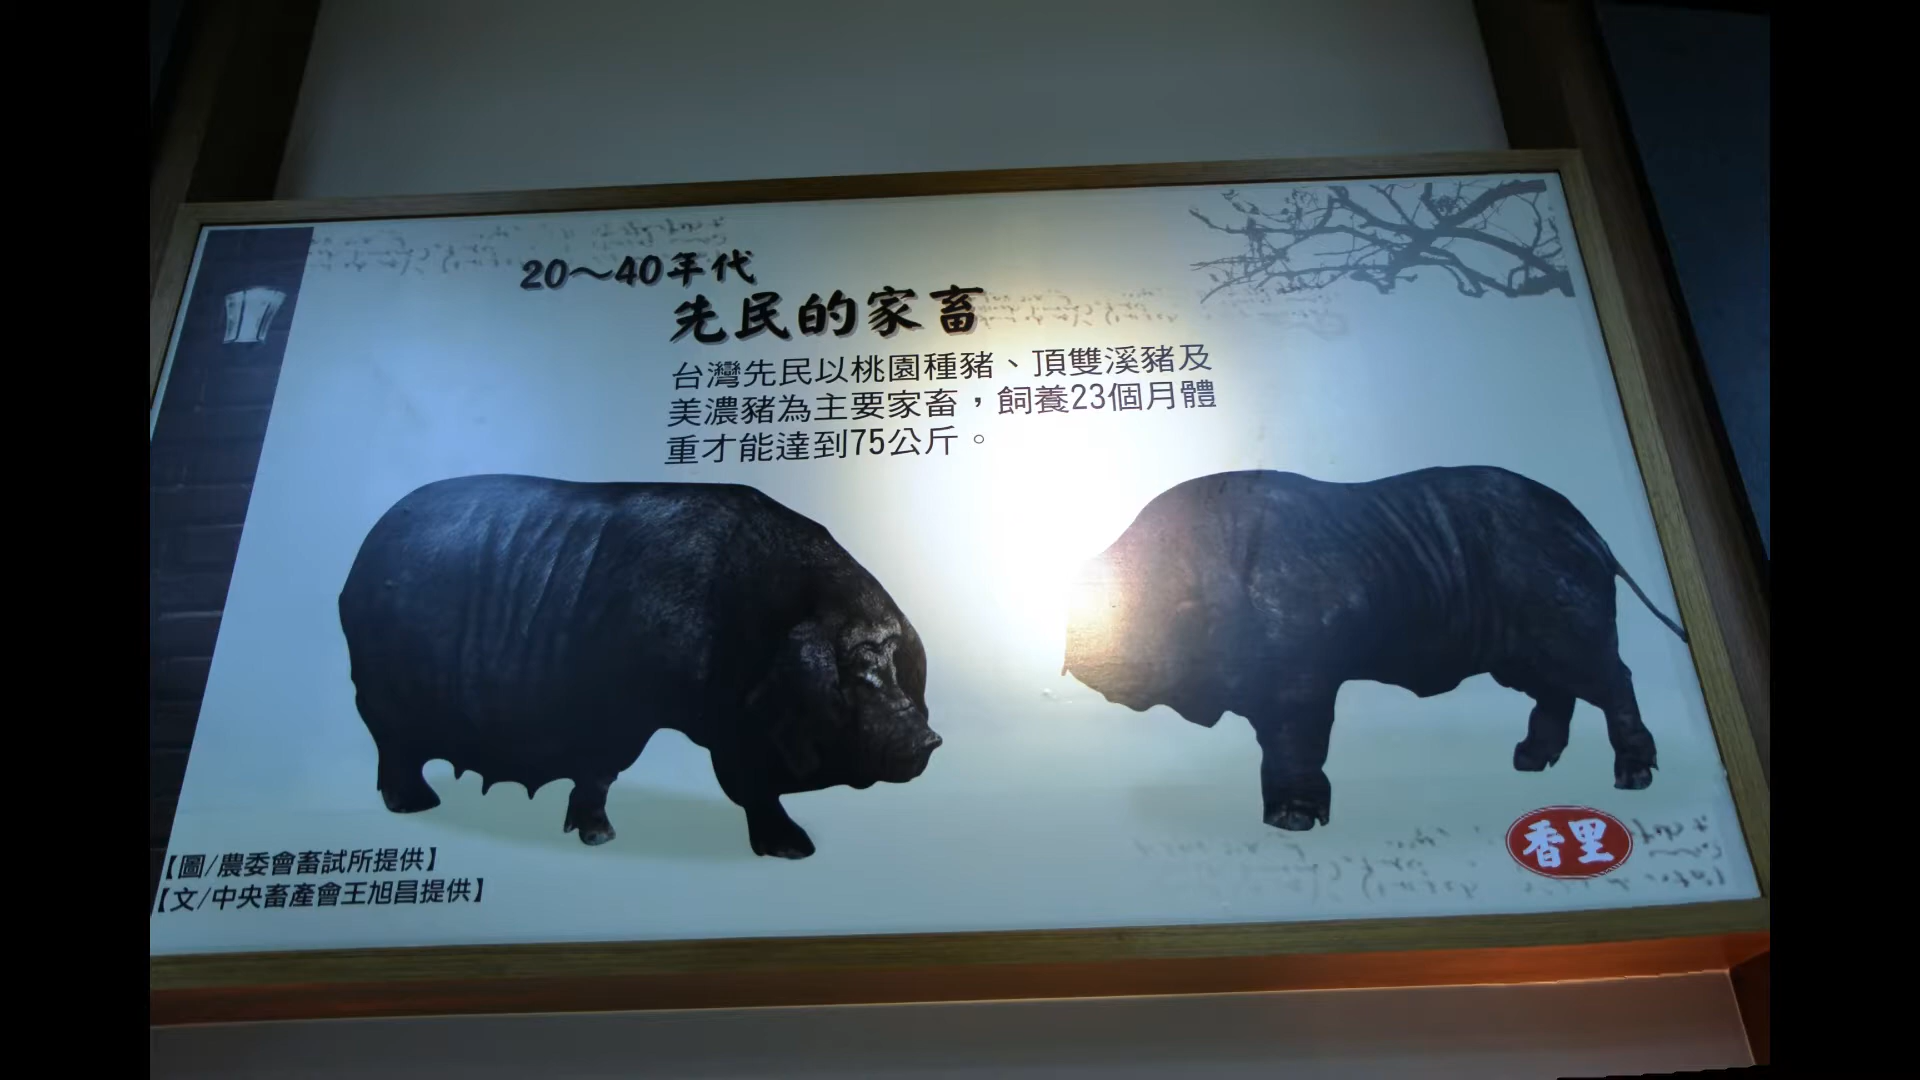 20～40年代
先民的家畜
台灣先民以桃園種豬、頂雙溪豬及
美濃豬為主要家畜，飼養23個月體
重才能達到75公斤。
【圖/農委會畜試所提供】
【文/中央畜產會王旭昌提供】
香里